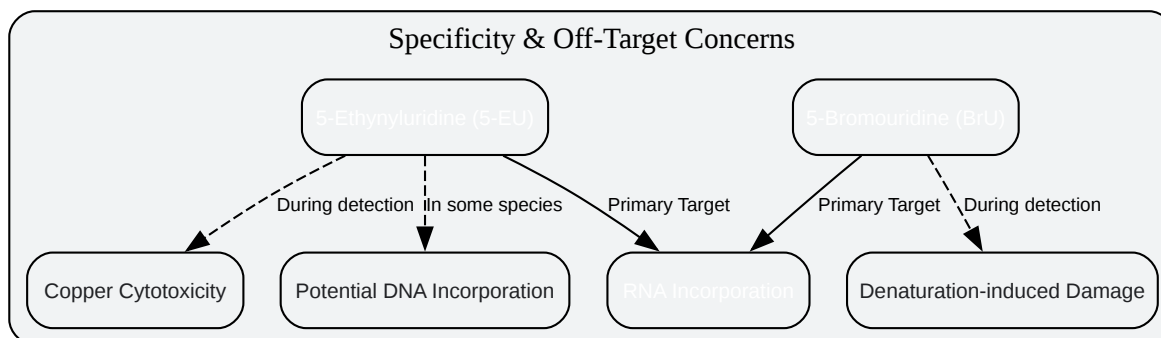 Specificity & Off-Target Concerns
5-Ethynyluridine (5-EU)
5-Bromouridine (BrU)
During detection
In some species
Primary Target
Primary Target
During detection
Copper Cytotoxicity
Potential DNA Incorporation
RNA Incorporation
Denaturation-induced Damage